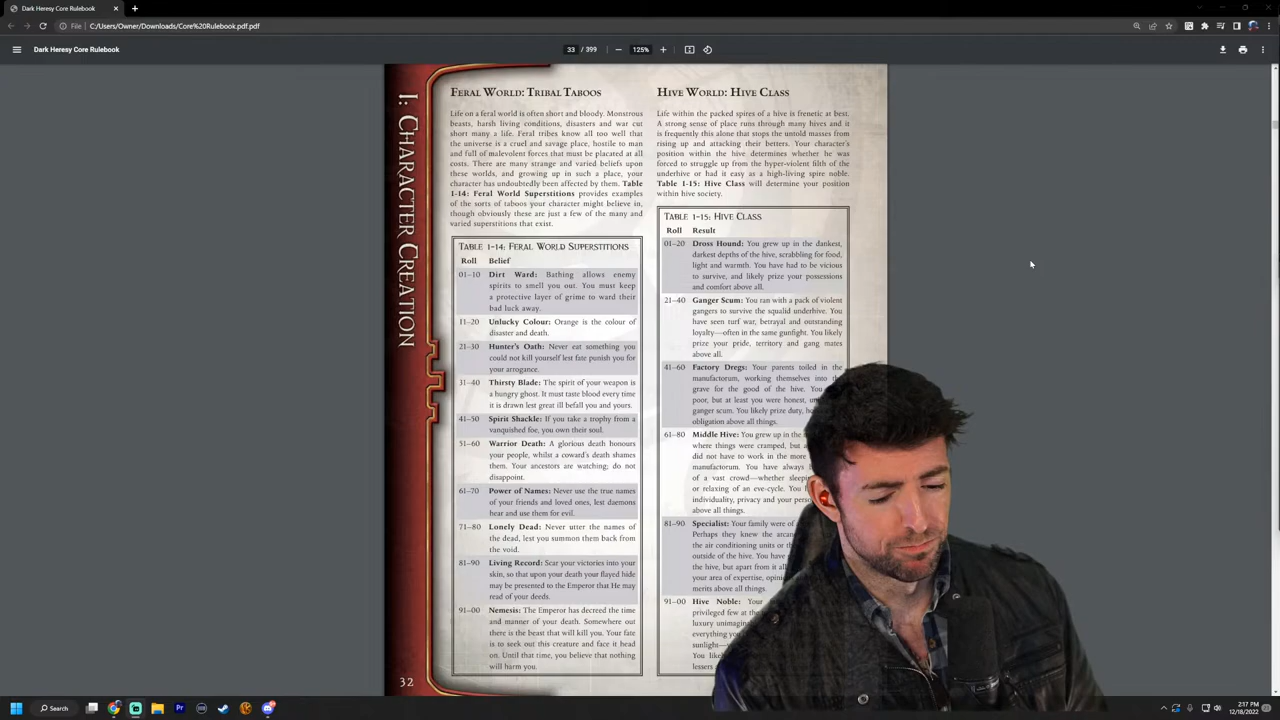 Dark Heresy Core Rulebook
File
C:/Users/Owner/Downloads/Core%20Rulebook.pdf.pdf
Dark Heresy Core Rulebook
33 / 399
125%
I: Character Creation
Feral World: Tribal Taboos
Life on a feral world is often short and bloody. Monstrous
beasts, harsh living conditions, disasters and war cut
short many a life. Feral tribes know all too well that
the universe is a cruel and savage place, hostile to man
and full of malevolent forces that must be placated at all
costs. There are many strange and varied beliefs upon
these worlds, and growing up in such a place, your
character has undoubtedly been affected by them. Table
1-14: Feral World Superstitions provides examples
of the sorts of taboos your character might believe in,
though obviously these are just a few of the many and
varied superstitions that exist.
Table 1-14: Feral World Superstitions
Roll Belief
01–10 Dirt Ward: Bathing allows enemy
spirits to smell you out. You must keep
a protective layer of grime to ward their
bad luck away.
11–20 Unlucky Colour: Orange is the colour of
disaster and death.
21–30 Hunter's Oath: Never eat something you
could not kill yourself lest fate punish you for
your arrogance.
31–40 Thirsty Blade: The spirit of your weapon is
a hungry ghost. It must taste blood every time
it is drawn lest great ill befall you and yours.
41–50 Spirit Shackle: If you take a trophy from a
vanquished foe, you own their soul.
51–60 Warrior Death: A glorious death honours
your people, whilst a coward's death shames
them. Your ancestors are watching; do not
disappoint.
61–70 Power of Names: Never use the true names
of your friends and loved ones, lest daemons
hear and use them for evil.
71–80 Lonely Dead: Never utter the names of
the dead, lest you summon them back from
the void.
81–90 Living Record: Scar your victories into your
skin, so that upon your death your flayed hide
may be presented to the Emperor that He may
read of your deeds.
91–00 Nemesis: The Emperor has decreed the time
and manner of your death. Somewhere out
there is the beast that will kill you. Your fate
is to seek out this creature and face it head
on. Until that time, you believe that nothing
will harm you.
32
Hive World: Hive Class
Life within the packed spires of a hive is frenetic at best.
A strong sense of place runs through many hives and it
is frequently this alone that stops the untold masses from
rising up and attacking their betters. Your character's
position within the hive determines whether he was
forced to struggle up from the hyper-violent filth of the
underhive or had it easy as a high-living spire noble.
Table 1-15: Hive Class will determine your position
within hive society.
Table 1-15: Hive Class
Roll Result
01–20 Dross Hound: You grew up in the dankest,
darkest depths of the hive, scrabbling for food,
light and warmth. You have had to be vicious
to survive, and likely prize your possessions
and comfort above all.
21–40 Ganger Scum: You ran with a pack of violent
gangers to survive the squalid underhive. You
have seen turf war, betrayal and outstanding
loyalty—often in the same gunfight. You likely
prize your pride, territory and gang mates
above all.
41–60 Factory Dregs: Your parents toiled in the
manufactorum, working themselves into
grave for the good of the hive. You
poor, but at least you were honest,
ganger scum. You likely prize duty,
obligation above all things.
61–80 Middle Hive: You grew up in the
where things were cramped, but
did not have to work in the more
manufactorum. You have always
of a vast crowd—whether
or relaxing of an eve-cycle. You
individuality, privacy and your
above all things.
81–90 Specialist: Your family were of
Perhaps they knew the
the air conditioning units or
outside of the hive. You have
the hive, but apart from it all
your area of expertise,
merits above all things.
91–00 Hive Noble: Your
privileged few at the
luxury
everything
sunlight—
You
lessers
Search
2:37 PM
12/18/2022